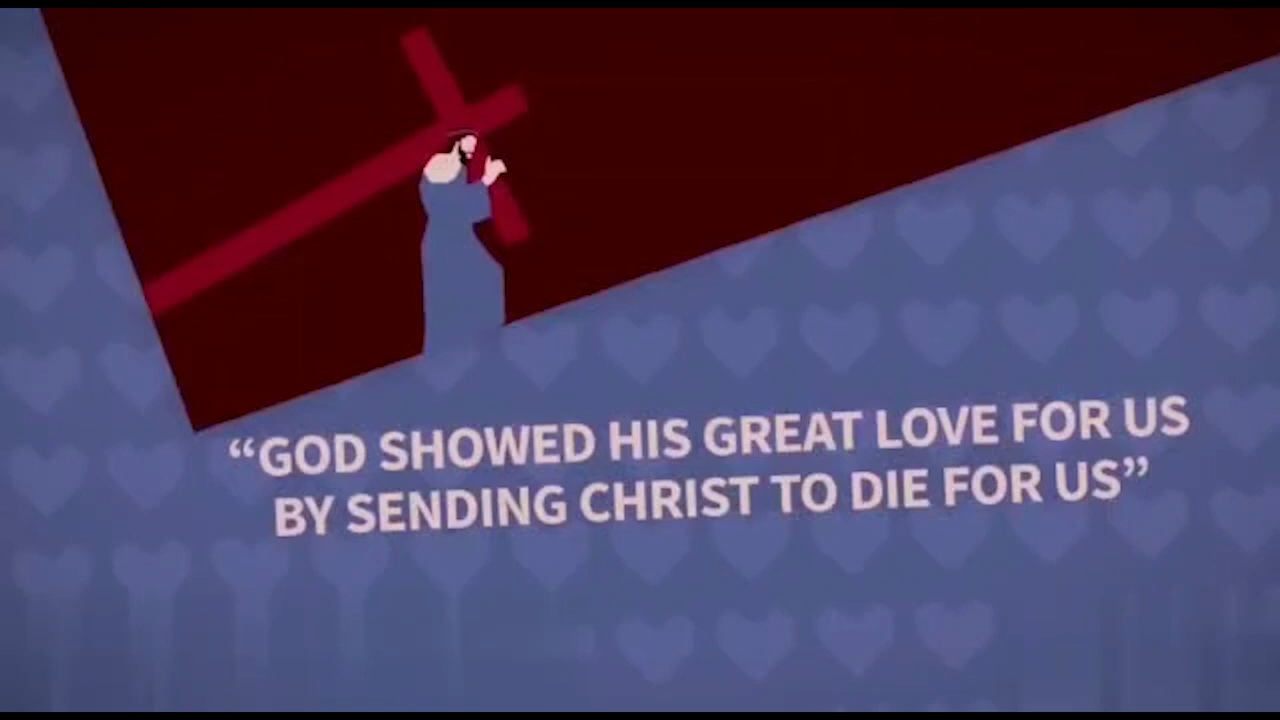 “GOD SHOWED HIS GREAT LOVE FOR US
BY SENDING CHRIST TO DIE FOR US”